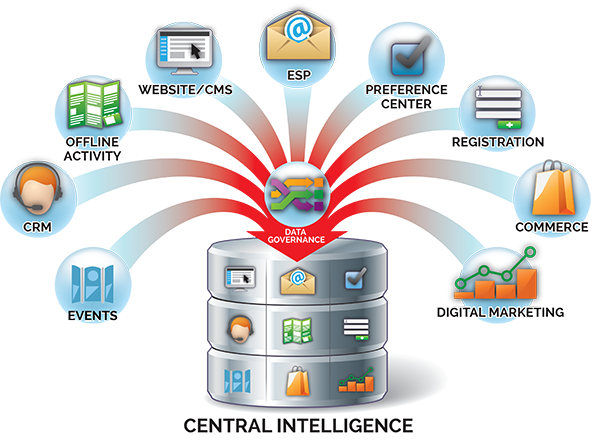 ESP
WEBSITE/CMS
PREFERENCE
CENTER
OFFLINE
ACTIVITY
REGISTRATION
CRM
COMMERCE
DATA
GOVERNANCE
EVENTS
DIGITAL MARKETING
CENTRAL INTELLIGENCE